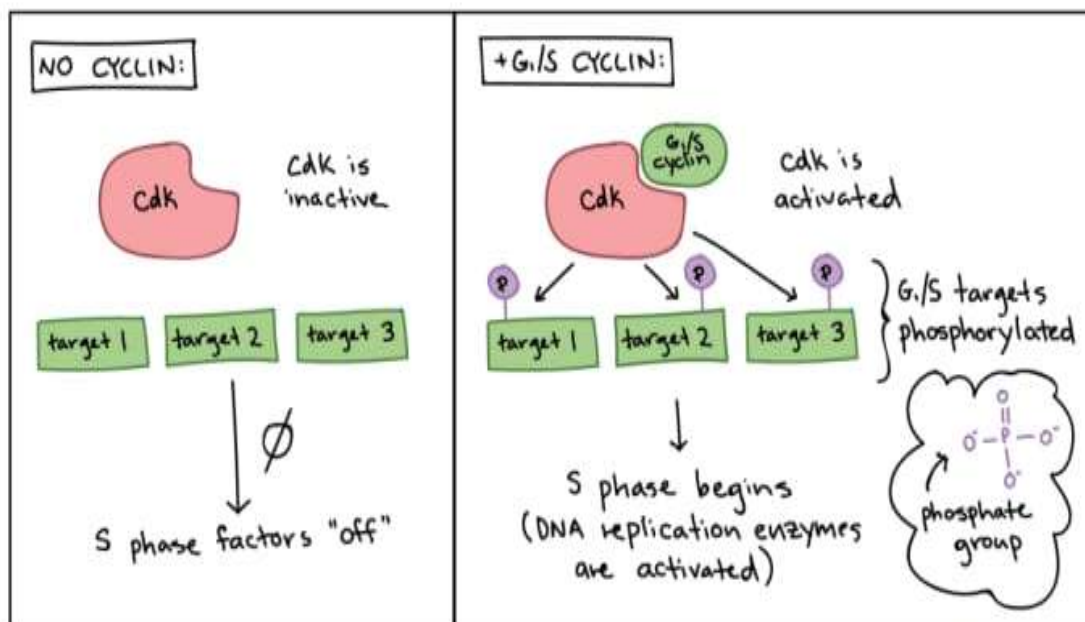 NO CYCLIN:
Cdk
Cdk is
inactive
target 1
target 2
target 3
Ø
S phase factors "off"
+G₁/S CYCLIN:
G₁/S
cyclin
Cdk
Cdk is
activated
P
P
P
target 1
target 2
target 3
G₁/S targets
phosphorylated
S phase begins
(DNA replication enzymes
are activated)
O
O⁻-P-O⁻
O⁻
phosphate
group